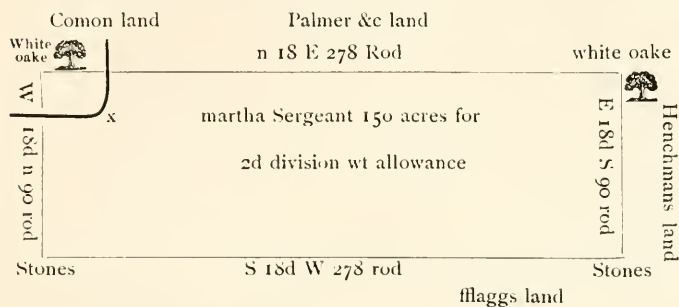 Comon land
Palmer &c land
White
oake
n 18 E 278 Rod
white oake
W 18d n 90 rod
x
martha Sergeant 150 acres for
2d division wt allowance
E 18d S 90 rod
Henchmans land
Stones
S 18d W 278 rod
Stones
fflaggs land